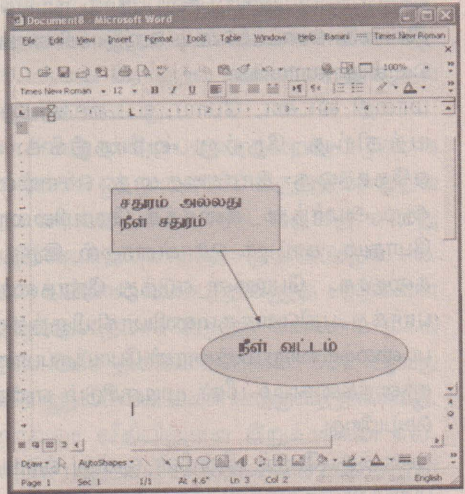 Document8 - Microsoft Word
File Edit View Insert Format Tools Table Window Help Bamini Times New Roman
100%
Times New Roman 12 B I U
சதுரம் அல்லது
நீள் சதுரம்
நீள் வட்டம்
Draw AutoShapes
Page 1 Sec 1 1/1 At 4.6" Ln 3 Col 2 English